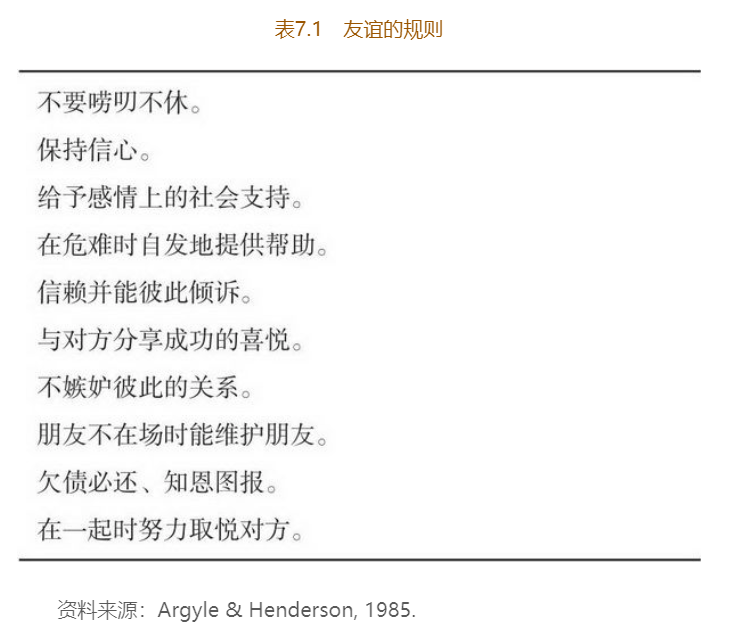 表7.1 友谊的规则
不要唠叨不休。
保持信心。
给予感情上的社会支持。
在危难时自发地提供帮助。
信赖并能彼此倾诉。
与对方分享成功的喜悦。
不嫉妒彼此的关系。
朋友不在场时能维护朋友。
欠债必还、知恩图报。
在一起时努力取悦对方。
资料来源：Argyle & Henderson, 1985.